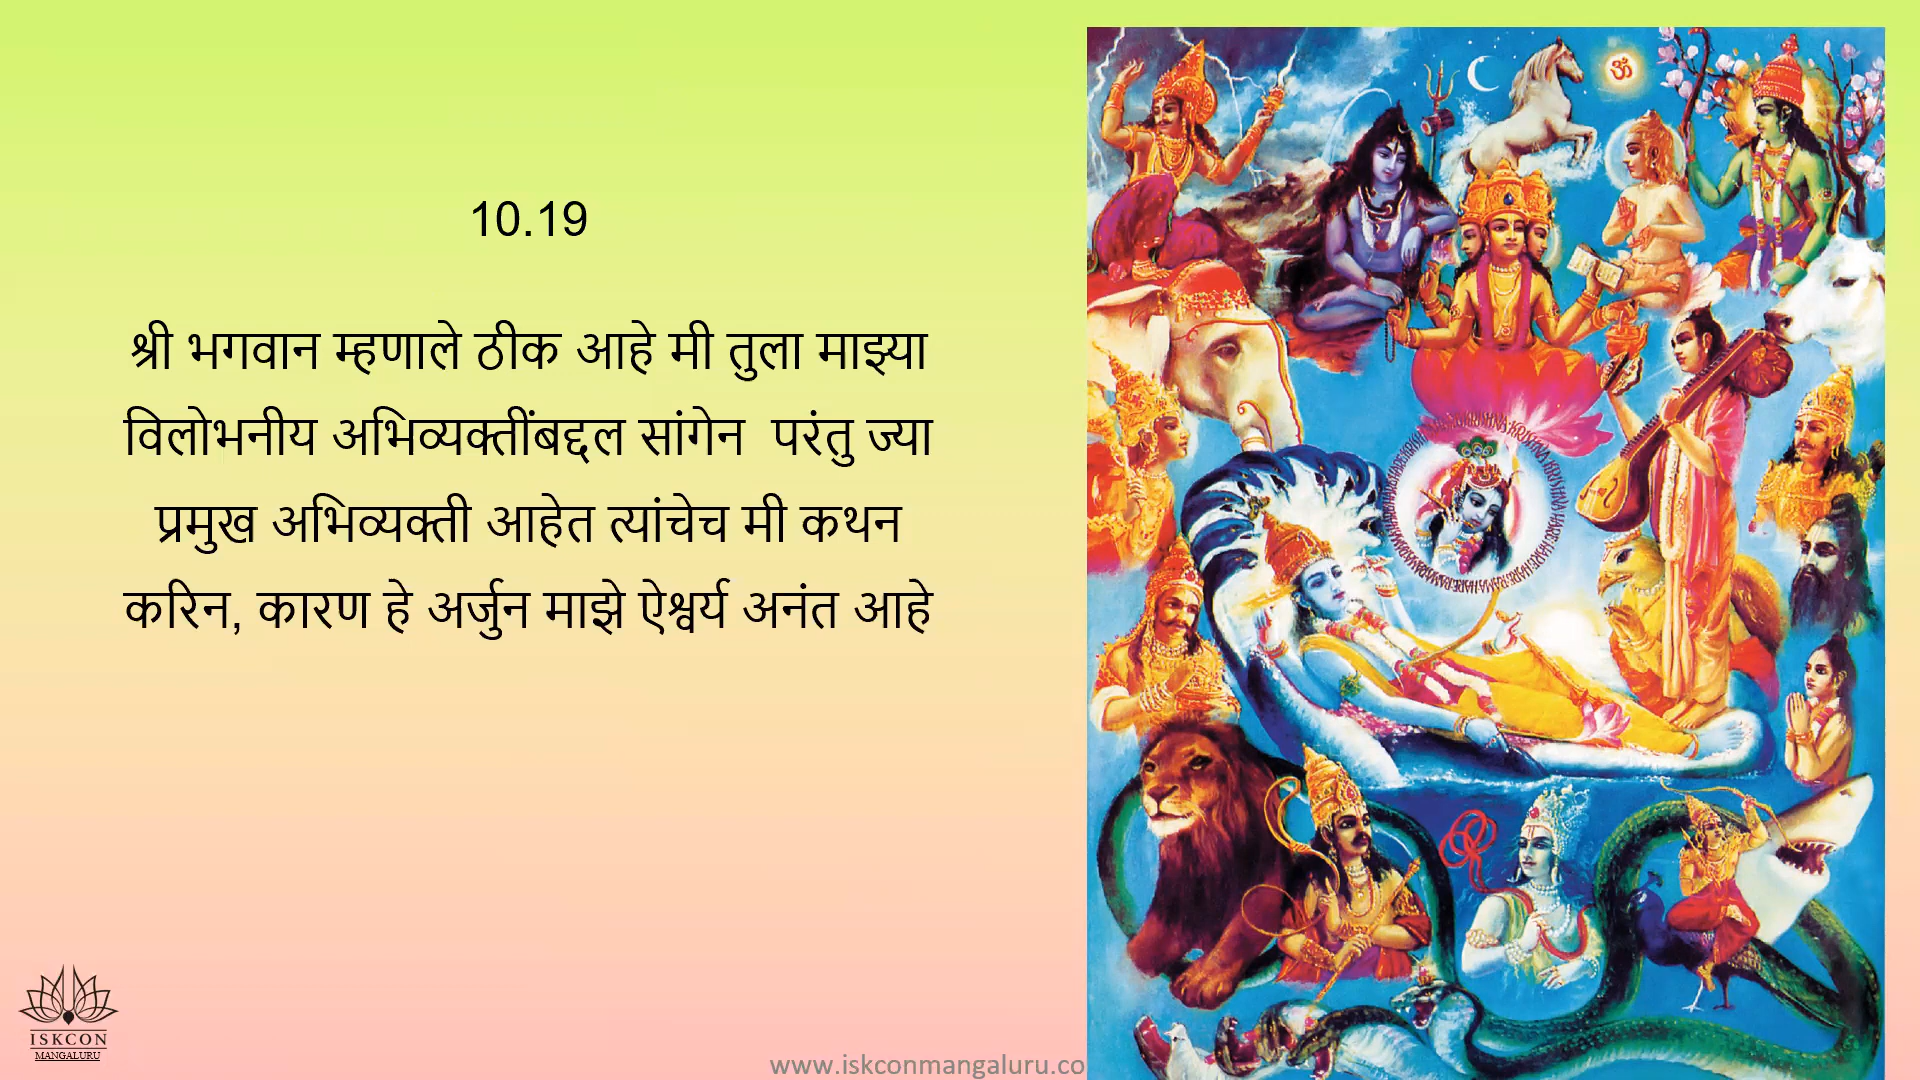 10.19
श्री भगवान म्हणाले ठीक आहे मी तुला माझ्या
विलोभनीय अभिव्यक्तींबद्दल सांगेन परंतु ज्या
प्रमुख अभिव्यक्ती आहेत त्यांचेच मी कथन
करिन, कारण हे अर्जुन माझे ऐश्वर्य अनंत आहे
ॐ
ISKCON
MANGALURU
www.iskconmangaluru.co